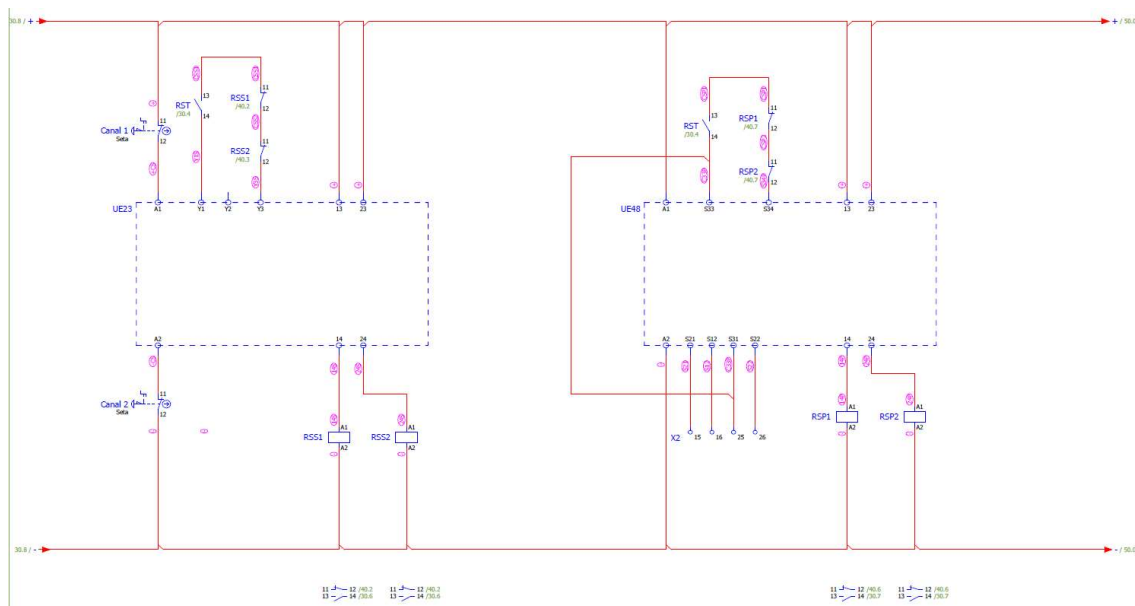 30.8 / +
+ / 50.0
11
RSS1
/40.2
12
13
RST
/30.4
14
11
RSS2
/40.3
12
11
Canal 1
Seta
12
UE23
A1
Y1
Y2
Y3
13
23
A2
14
24
11
Canal 2
Seta
12
RSS1
A1
A2
RSS2
A1
A2
13
RST
/30.4
14
11
RSP1
/40.7
12
11
RSP2
/40.7
12
UE48
A1
S33
S34
13
23
A2
S21
S12
S31
S22
14
24
X2
15
16
25
26
RSP1
A1
A2
RSP2
A1
A2
30.8 / -
- / 50.0
11 12 /40.2 11 12 /40.2
13 14 /30.6 13 14 /30.6
11 12 /40.6 11 12 /40.6
13 14 /30.7 13 14 /30.7